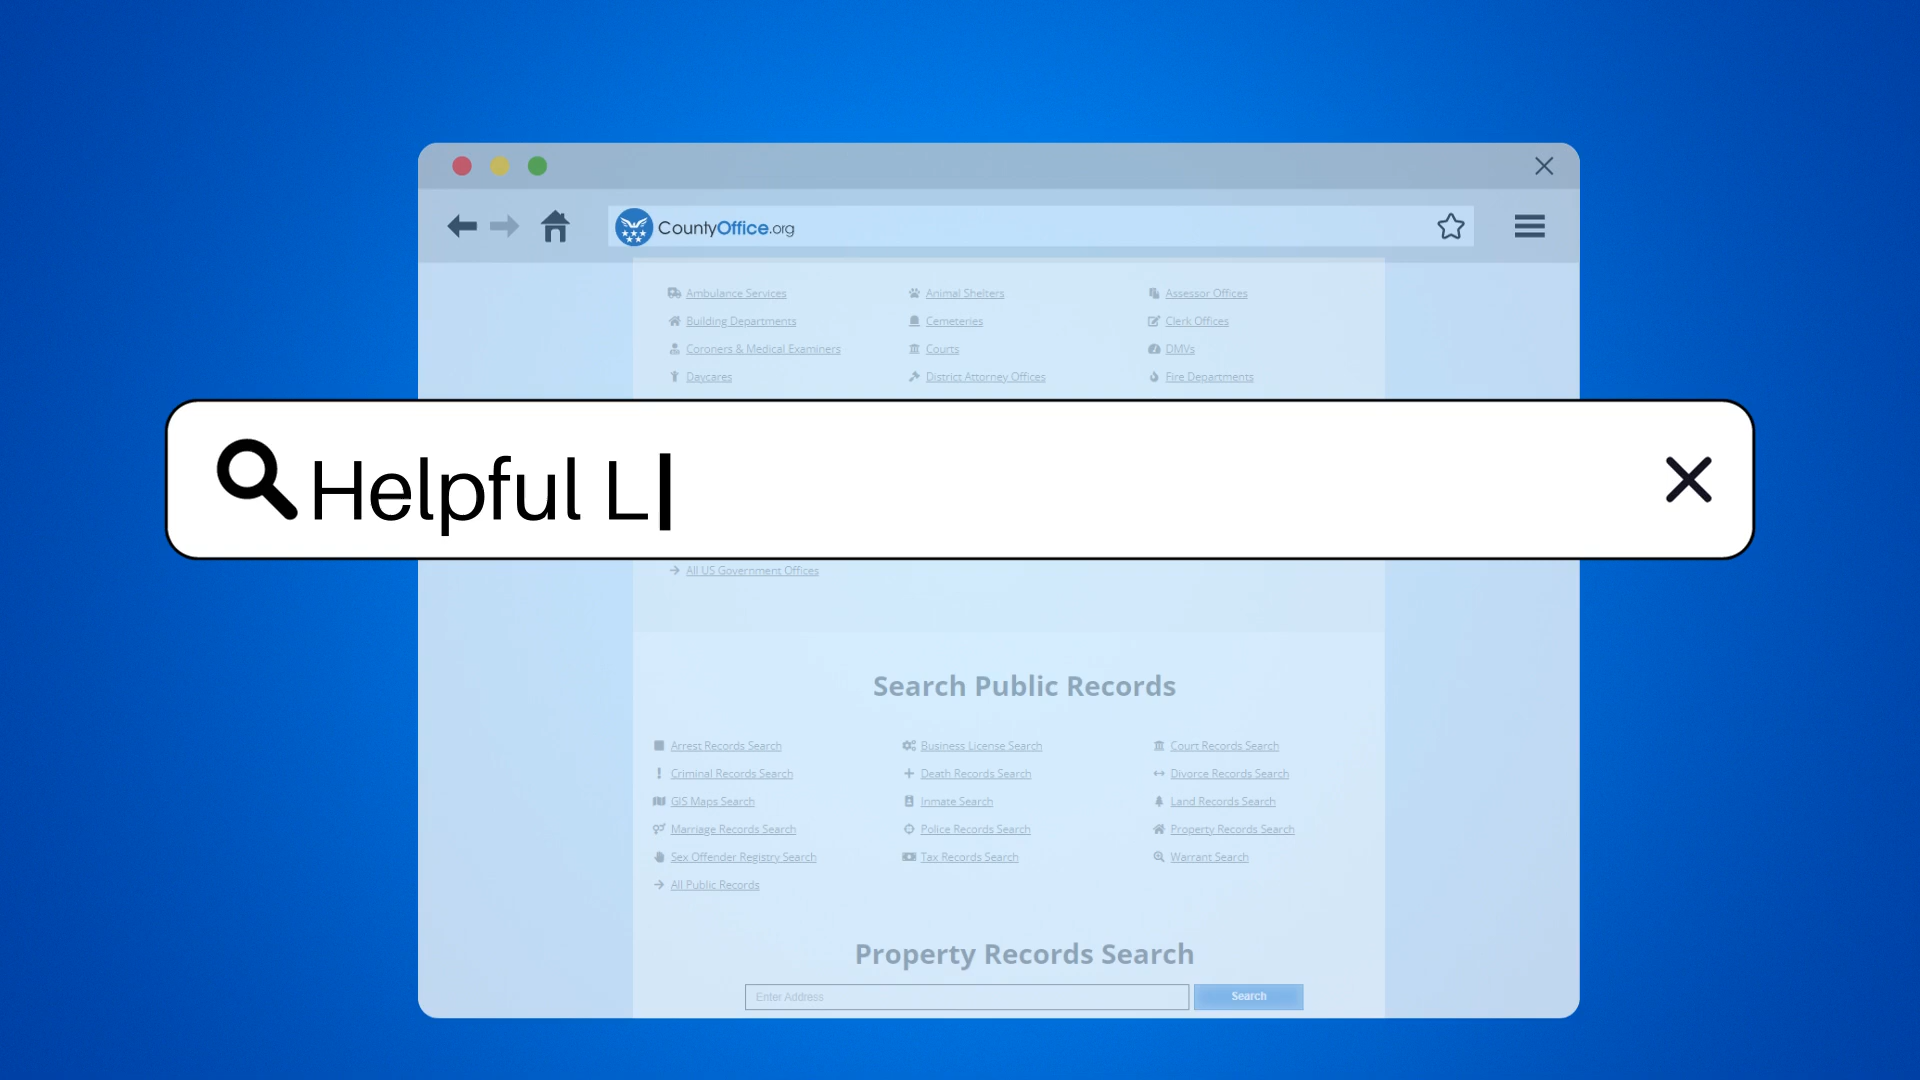 CountyOffice.org
Ambulance Services Animal Shelters Assessor Offices
Building Departments Cemeteries Clerk Offices
Coroners & Medical Examiners Courts DMVs
Daycares District Attorney Offices Fire Departments
Helpful L
All US Government Offices
Search Public Records
Arrest Records Search Business License Search Court Records Search
Criminal Records Search Death Records Search Divorce Records Search
GIS Maps Search Inmate Search Land Records Search
Marriage Records Search Police Records Search Property Records Search
Sex Offender Registry Search Tax Records Search Warrant Search
All Public Records
Property Records Search
Enter Address Search